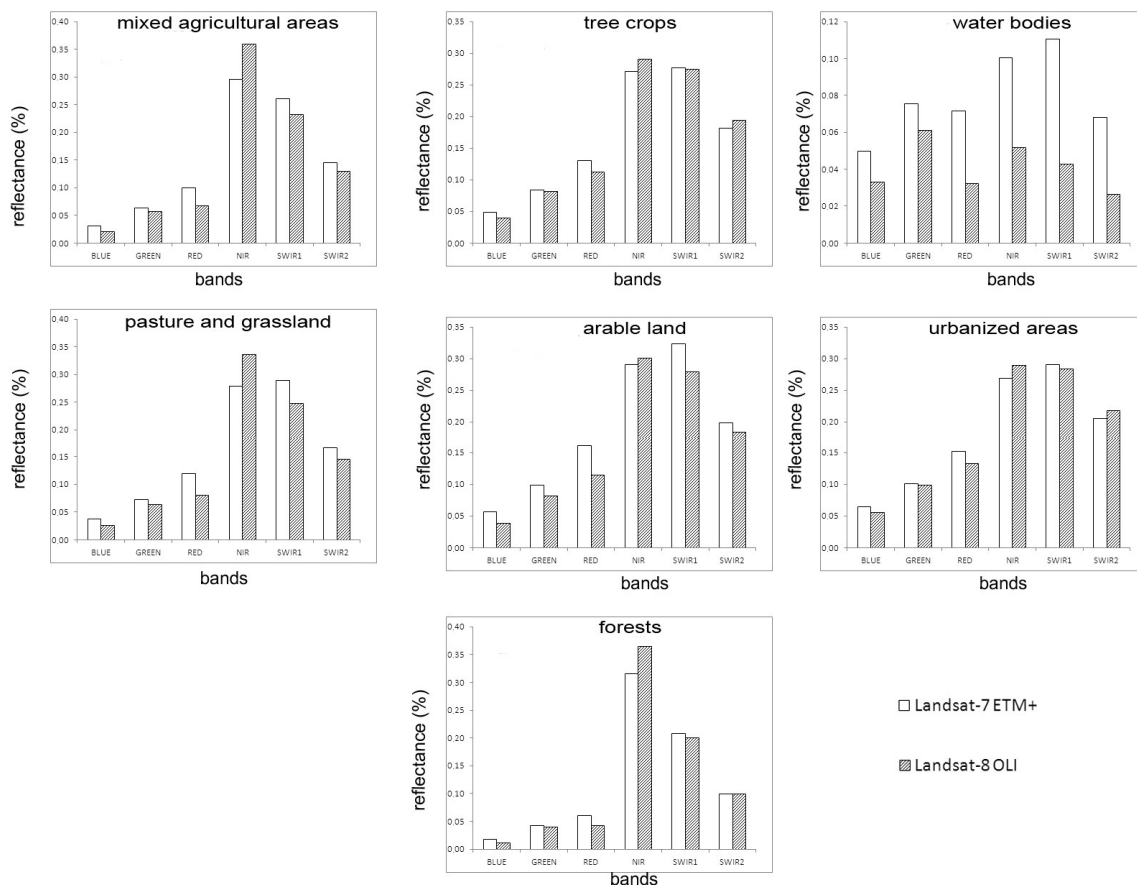 mixed agricultural areas
reflectance (%)
0.40
0.35
0.30
0.25
0.20
0.15
0.10
0.05
0.00
BLUE GREEN RED NIR SWIR1 SWIR2
bands
tree crops
reflectance (%)
0.35
0.30
0.25
0.20
0.15
0.10
0.05
0.00
BLUE GREEN RED NIR SWIR1 SWIR2
bands
water bodies
reflectance (%)
0.12
0.10
0.08
0.06
0.04
0.02
0.00
BLUE GREEN RED NIR SWIR1 SWIR2
bands
pasture and grassland
reflectance (%)
0.40
0.35
0.30
0.25
0.20
0.15
0.10
0.05
0.00
BLUE GREEN RED NIR SWIR1 SWIR2
bands
arable land
reflectance (%)
0.35
0.30
0.25
0.20
0.15
0.10
0.05
0.00
BLUE GREEN RED NIR SWIR1 SWIR2
bands
urbanized areas
reflectance (%)
0.35
0.30
0.25
0.20
0.15
0.10
0.05
0.00
BLUE GREEN RED NIR SWIR1 SWIR2
bands
forests
reflectance (%)
0.40
0.35
0.30
0.25
0.20
0.15
0.10
0.05
0.00
BLUE GREEN RED NIR SWIR1 SWIR2
bands
Landsat-7 ETM+
Landsat-8 OLI